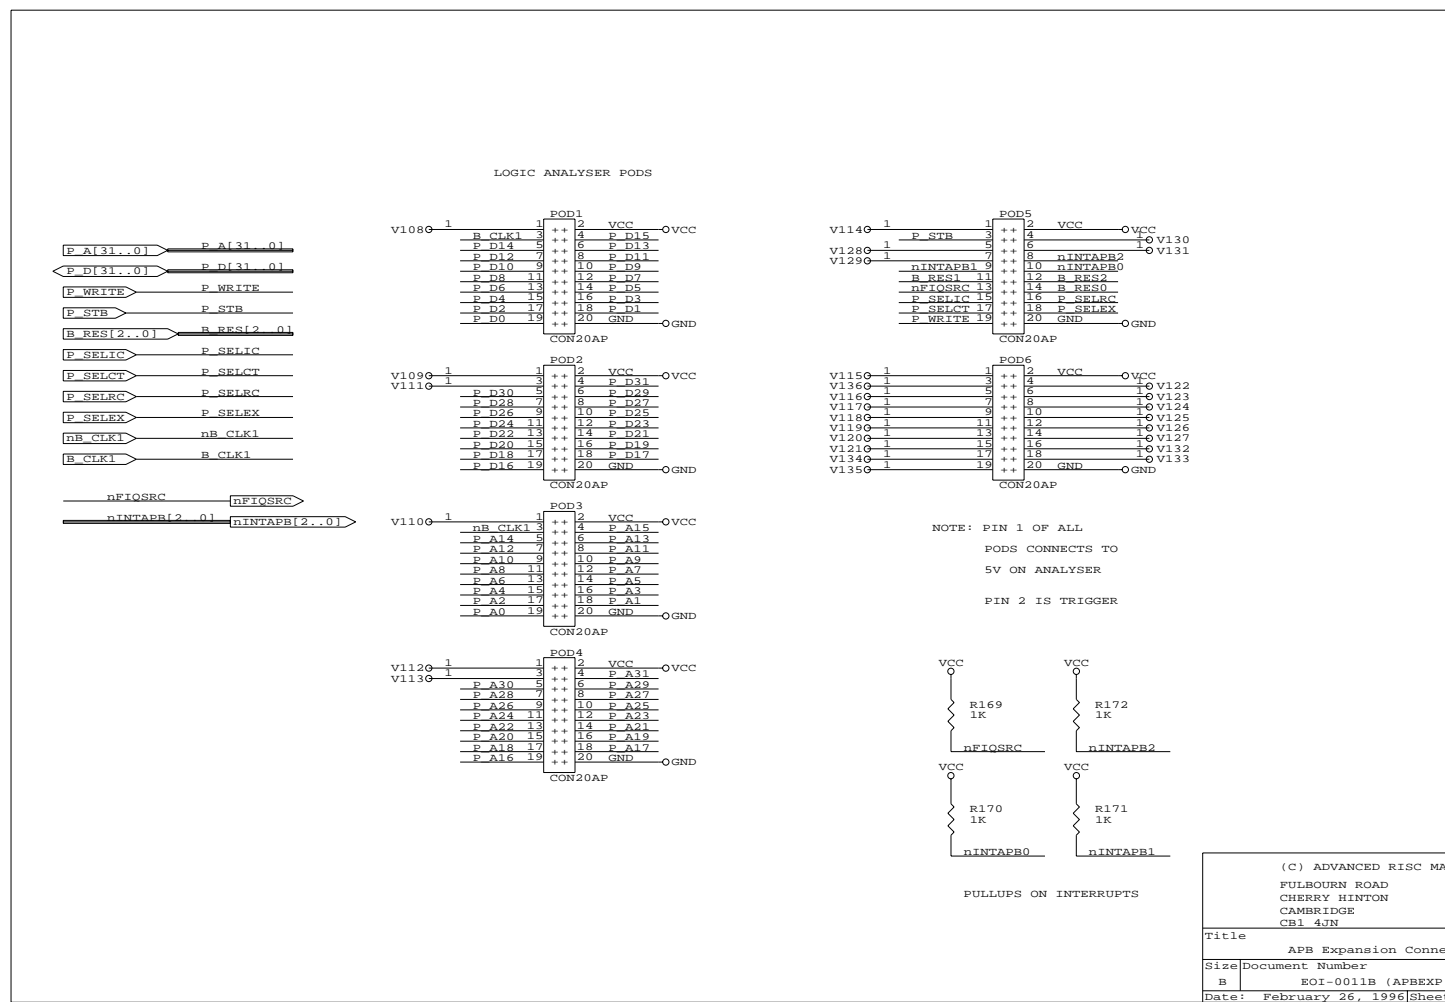 LOGIC ANALYSER PODS
P_A[31..0] P_A[31..0]
P_D[31..0] P_D[31..0]
P_WRITE P_WRITE
P_STB P_STB
B_RES[2..0] B_RES[2..0]
P_SELIC P_SELIC
P_SELCT P_SELCT
P_SELRC P_SELRC
P_SELEX P_SELEX
nB_CLK1 nB_CLK1
B_CLK1 B_CLK1
nFIQSRC nFIQSRC
nINTAPB[2..0] nINTAPB[2..0]
POD1
V108 1 1 ++ 2 VCC VCC
B_CLK1 3 ++ 4 P_D15
P_D14 5 ++ 6 P_D13
P_D12 7 ++ 8 P_D11
P_D10 9 ++ 10 P_D9
P_D8 11 ++ 12 P_D7
P_D6 13 ++ 14 P_D5
P_D4 15 ++ 16 P_D3
P_D2 17 ++ 18 P_D1
P_D0 19 ++ 20 GND GND
CON20AP
POD2
V109 1 1 ++ 2 VCC VCC
V111 1 3 ++ 4 P_D31
P_D30 5 ++ 6 P_D29
P_D28 7 ++ 8 P_D27
P_D26 9 ++ 10 P_D25
P_D24 11 ++ 12 P_D23
P_D22 13 ++ 14 P_D21
P_D20 15 ++ 16 P_D19
P_D18 17 ++ 18 P_D17
P_D16 19 ++ 20 GND GND
CON20AP
POD3
V110 1 1 ++ 2 VCC VCC
nB_CLK1 3 ++ 4 P_A15
P_A14 5 ++ 6 P_A13
P_A12 7 ++ 8 P_A11
P_A10 9 ++ 10 P_A9
P_A8 11 ++ 12 P_A7
P_A6 13 ++ 14 P_A5
P_A4 15 ++ 16 P_A3
P_A2 17 ++ 18 P_A1
P_A0 19 ++ 20 GND GND
CON20AP
POD4
V112 1 1 ++ 2 VCC VCC
V113 1 3 ++ 4 P_A31
P_A30 5 ++ 6 P_A29
P_A28 7 ++ 8 P_A27
P_A26 9 ++ 10 P_A25
P_A24 11 ++ 12 P_A23
P_A22 13 ++ 14 P_A21
P_A20 15 ++ 16 P_A19
P_A18 17 ++ 18 P_A17
P_A16 19 ++ 20 GND GND
CON20AP
POD5
V114 1 1 ++ 2 VCC VCC
P_STB 3 ++ 4 1 V130
V128 1 5 ++ 6 1 V131
V129 1 7 ++ 8 nINTAPB2
nINTAPB1 9 ++ 10 nINTAPB0
B_RES1 11 ++ 12 B_RES2
nFIQSRC 13 ++ 14 B_RES0
P_SELIC 15 ++ 16 P_SELRC
P_SELCT 17 ++ 18 P_SELEX
P_WRITE 19 ++ 20 GND GND
CON20AP
POD6
V115 1 1 ++ 2 VCC VCC
V136 1 3 ++ 4 1 V122
V116 1 5 ++ 6 1 V123
V117 1 7 ++ 8 1 V124
V118 1 9 ++ 10 1 V125
V119 1 11 ++ 12 1 V126
V120 1 13 ++ 14 1 V127
V121 1 15 ++ 16 1 V132
V134 1 17 ++ 18 1 V133
V135 1 19 ++ 20 GND GND
CON20AP
NOTE: PIN 1 OF ALL
PODS CONNECTS TO
5V ON ANALYSER
PIN 2 IS TRIGGER
VCC VCC
R169 R172
1K 1K
nFIQSRC nINTAPB2
VCC VCC
R170 R171
1K 1K
nINTAPB0 nINTAPB1
PULLUPS ON INTERRUPTS
(C) ADVANCED RISC MA
FULBOURN ROAD
CHERRY HINTON
CAMBRIDGE
CB1 4JN
Title
APB Expansion Conne
Size Document Number
B EOI-0011B (APBEXP
Date: February 26, 1996 Sheet